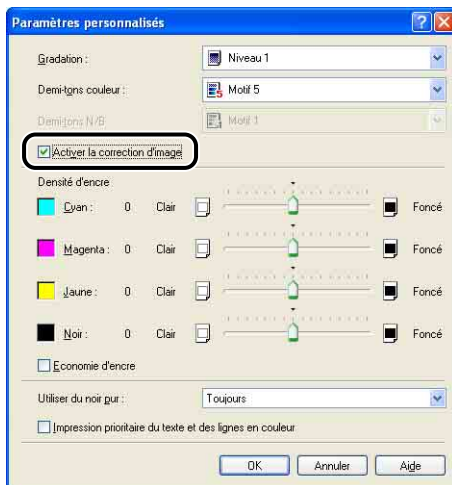 Paramètres personnalisés
Gradation : Niveau 1
Demi-tons couleur : Motif 5
Demi-tons N/B Motif 1
Activer la correction d'image
Densité d'encre
Cyan : 0 Clair Foncé
Magenta : 0 Clair Foncé
Jaune : 0 Clair Foncé
Noir : 0 Clair Foncé
Economie d'encre
Utiliser du noir pur : Toujours
Impression prioritaire du texte et des lignes en couleur
OK Annuler Aide